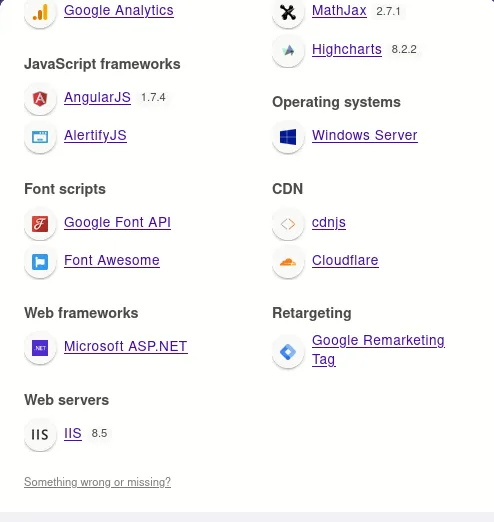 Google Analytics
JavaScript frameworks
AngularJS 1.7.4
AlertifyJS
Font scripts
Google Font API
Font Awesome
Web frameworks
.NET Microsoft ASP.NET
Web servers
IIS IIS 8.5
Something wrong or missing?
MathJax 2.7.1
Highcharts 8.2.2
Operating systems
Windows Server
CDN
cdnjs
Cloudflare
Retargeting
Google Remarketing
Tag